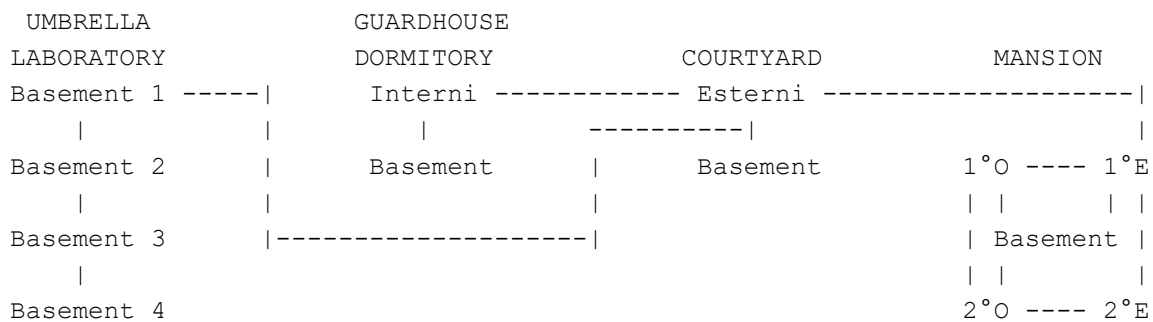 UMBRELLA GUARDHOUSE
LABORATORY DORMITORY COURTYARD MANSION
Basement 1 -----| Interni ------------ Esterni --------------------|
| | | ----------| |
Basement 2 | Basement | Basement 1°O ---- 1°E
| | | | | | |
Basement 3 |--------------------| | Basement |
| | | |
Basement 4 2°O ---- 2°E